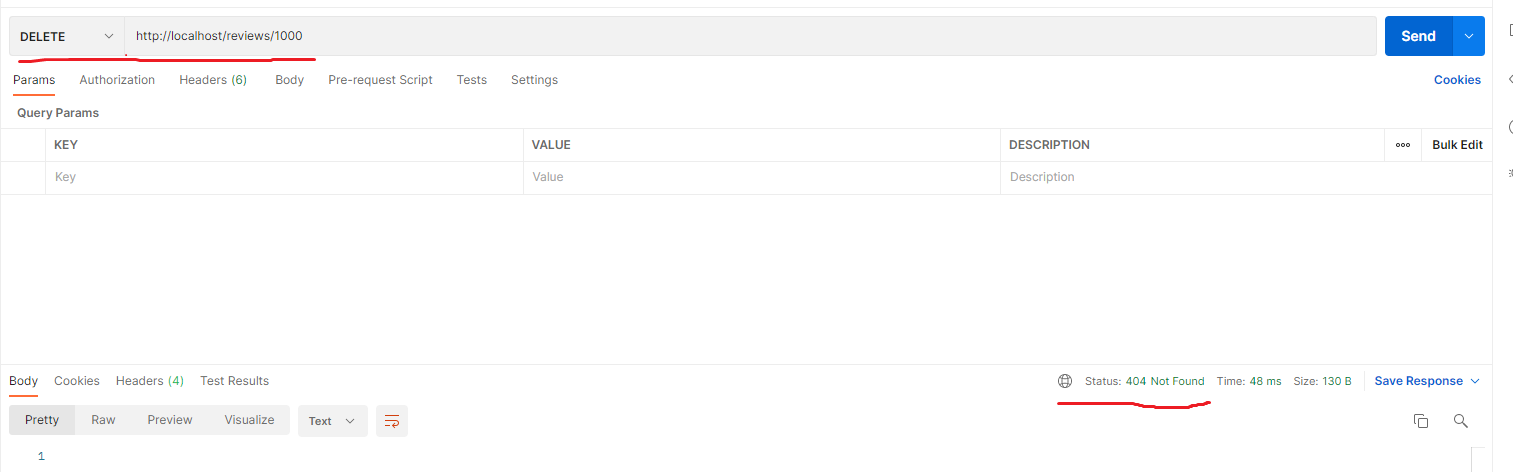 DELETE http://localhost/reviews/1000 Send
Params Authorization Headers (6) Body Pre-request Script Tests Settings Cookies
Query Params
KEY VALUE DESCRIPTION ooo Bulk Edit
Key Value Description
Body Cookies Headers (4) Test Results Status: 404 Not Found Time: 48 ms Size: 130 B Save Response
Pretty Raw Preview Visualize Text
1